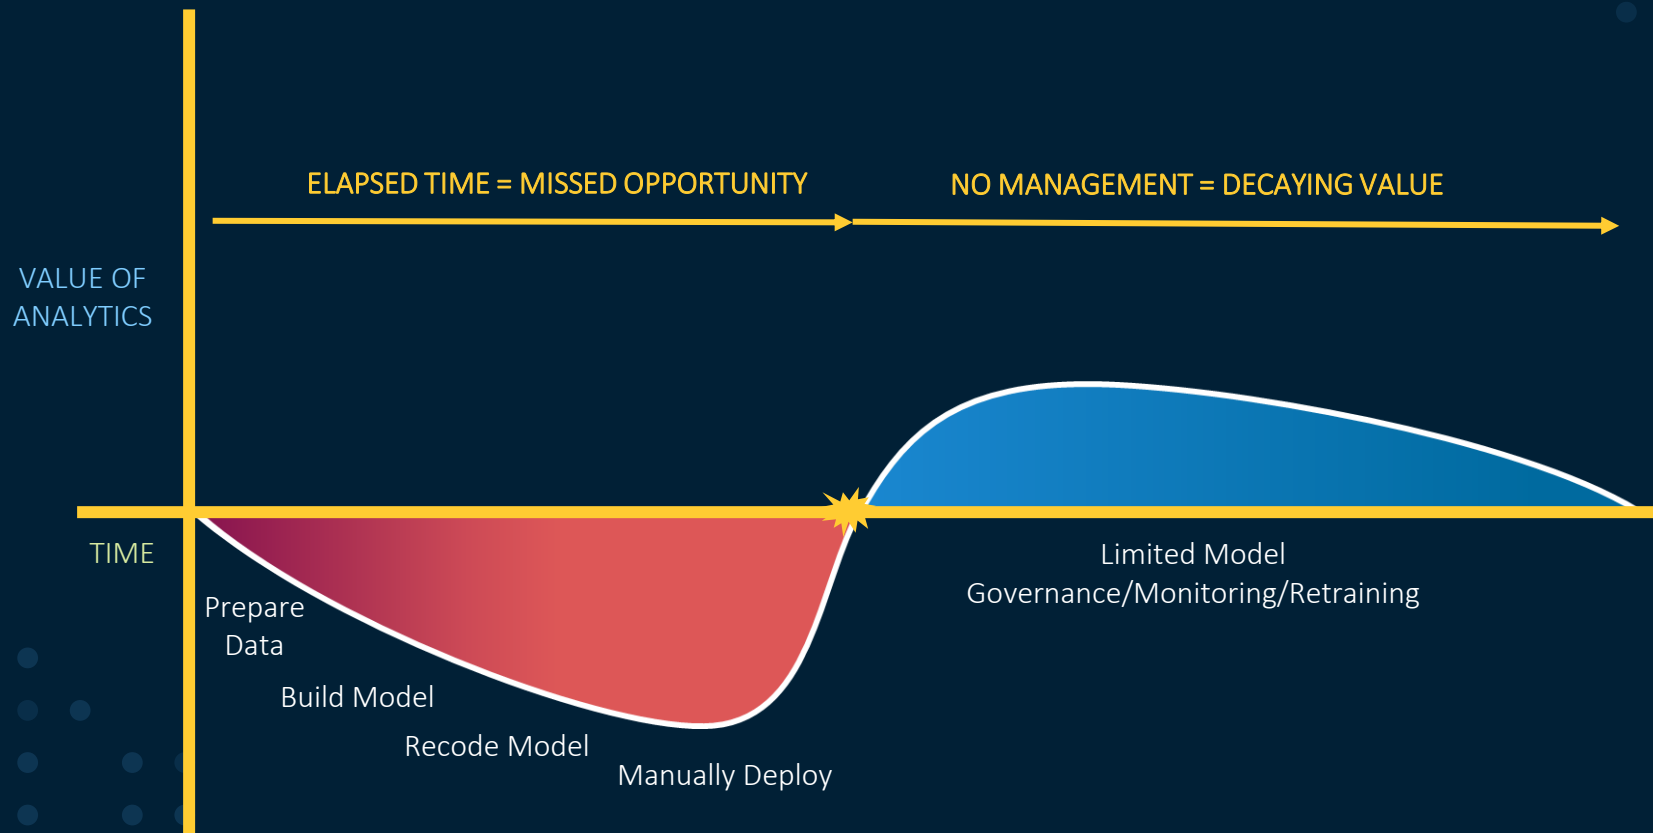 ELAPSED TIME = MISSED OPPORTUNITY
NO MANAGEMENT = DECAYING VALUE
VALUE OF
ANALYTICS
TIME
Prepare
Data
Build Model
Recode Model
Manually Deploy
Limited Model
Governance/Monitoring/Retraining